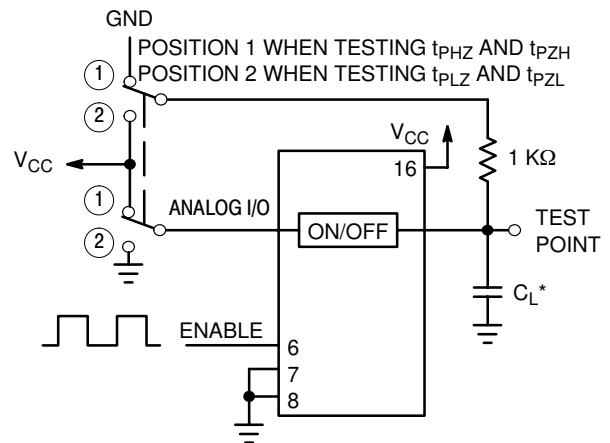 GND
POSITION 1 WHEN TESTING tPHZ AND tPZH
POSITION 2 WHEN TESTING tPLZ AND tPZL
1
2
VCC
VCC
16
1 KΩ
1
ANALOG I/O
ON/OFF
TEST
POINT
2
CL*
ENABLE
6
7
8